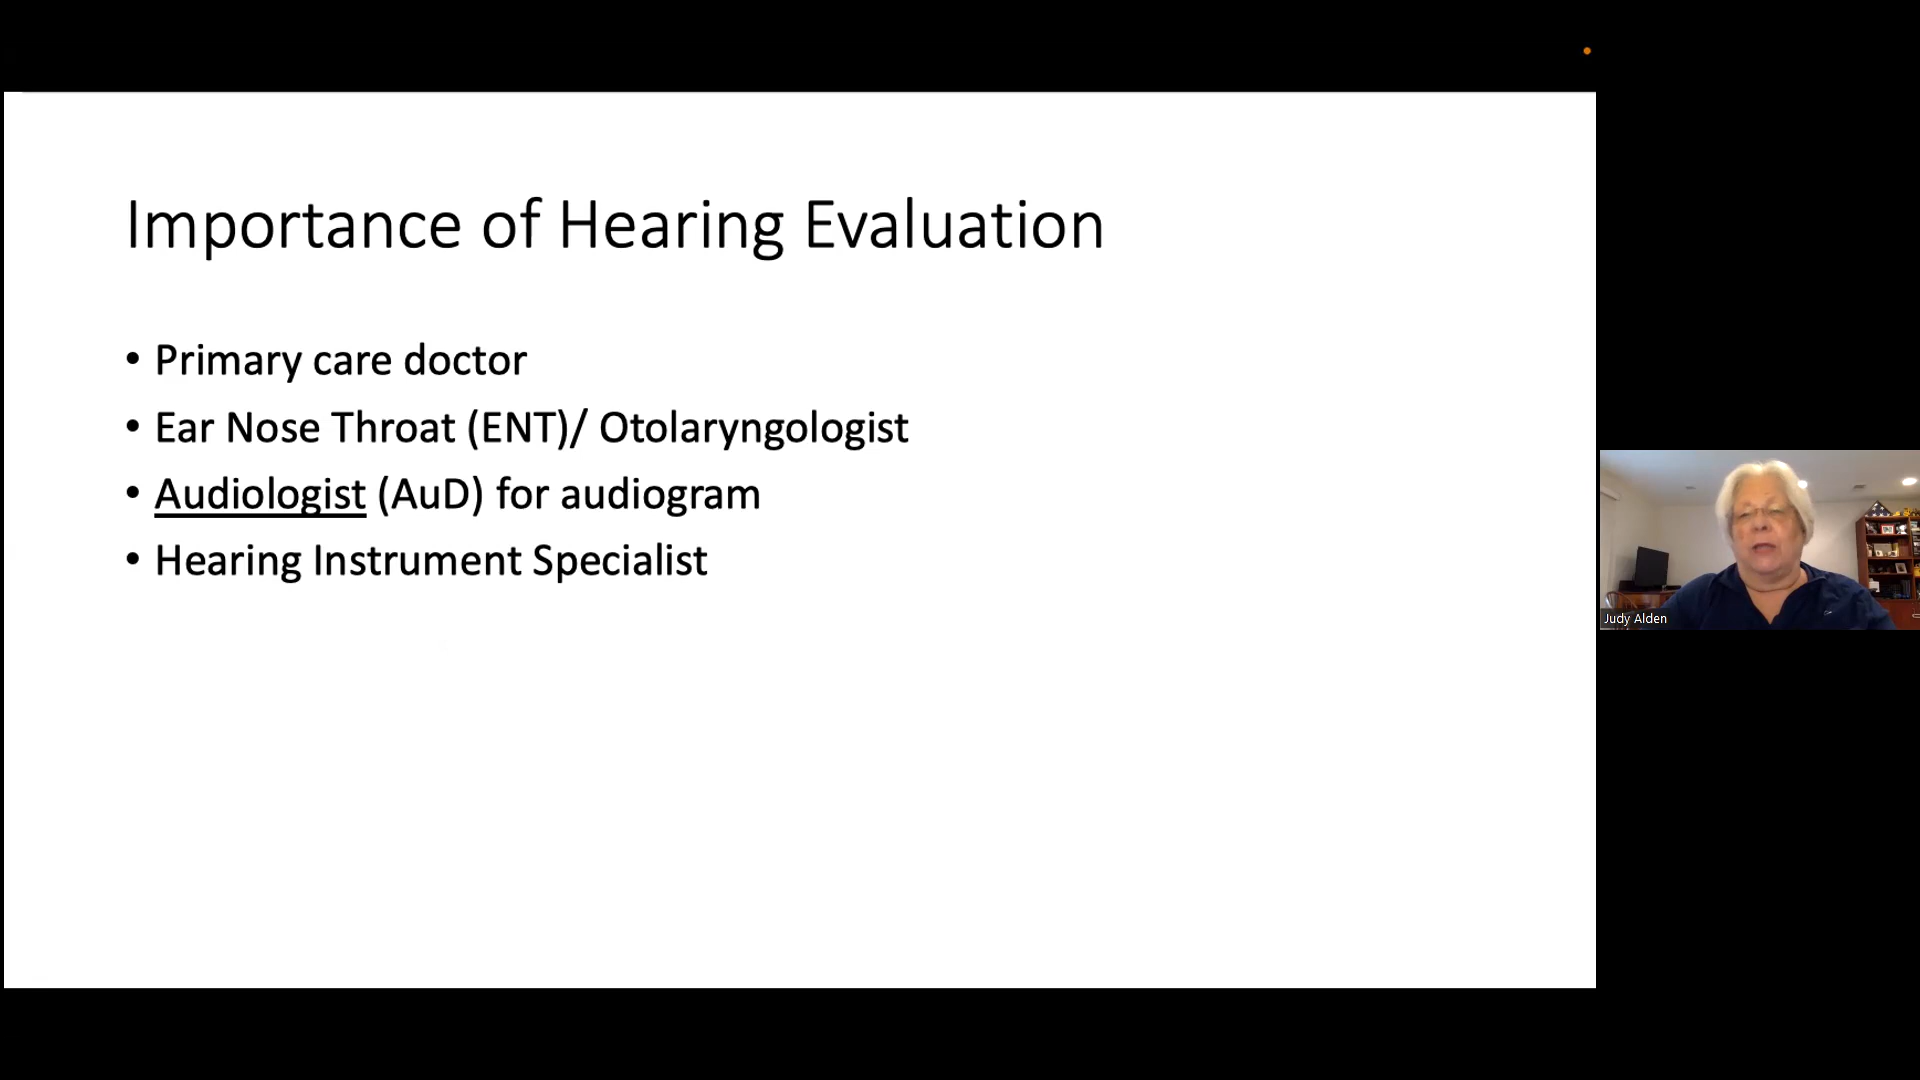 Importance of Hearing Evaluation
• Primary care doctor
• Ear Nose Throat (ENT)/ Otolaryngologist
• Audiologist (AuD) for audiogram
• Hearing Instrument Specialist
Judy Alden